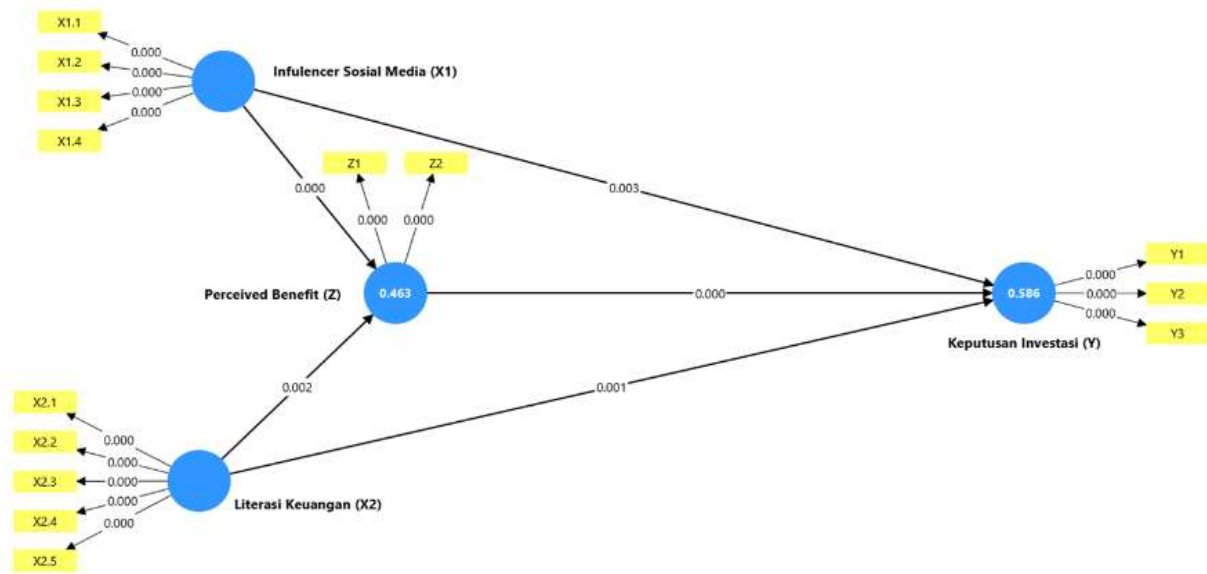 X1.1
0.000
X1.2
0.000
X1.3
0.000
0.000
X1.4
Infulencer Sosial Media (X1)
Z1
Z2
0.000
0.003
0.000
0.000
Perceived Benefit (Z)
0.463
0.000
0.586
Y1
0.000
Y2
0.000
0.000
Y3
Keputusan Investasi (Y)
0.002
0.001
X2.1
0.000
X2.2
0.000
X2.3
0.000
X2.4
0.000
0.000
X2.5
Literasi Keuangan (X2)